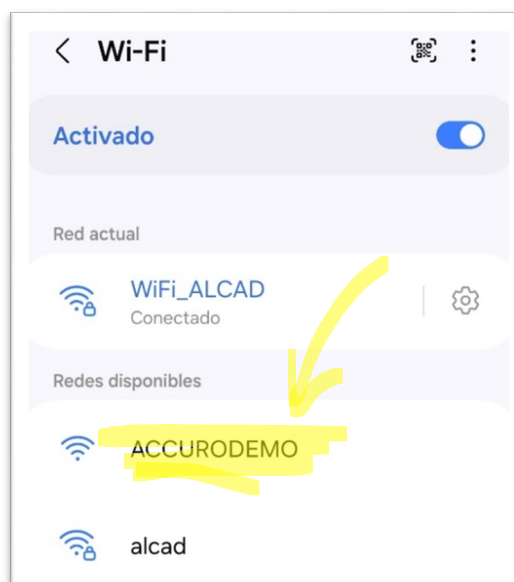 Wi-Fi
Activado
Red actual
WiFi_ALCAD
Conectado
Redes disponibles
ACCURODEMO
alcad